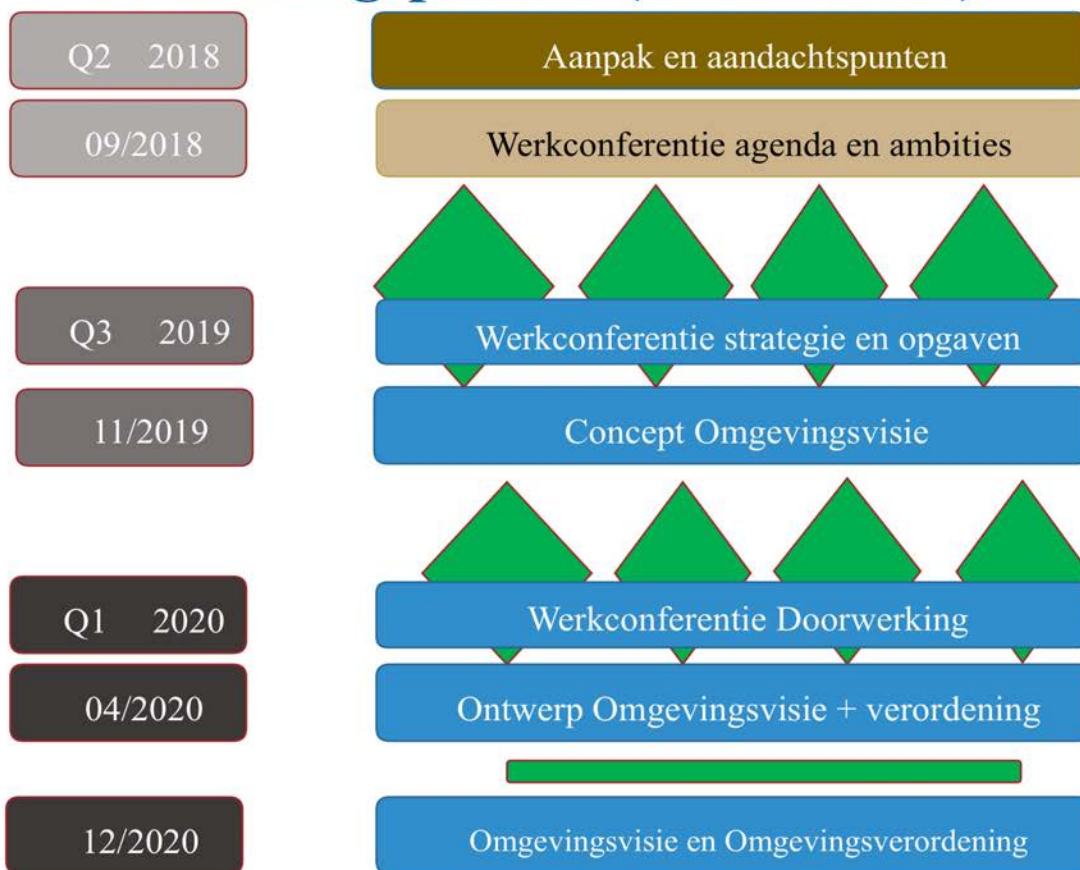 Q2 2018 Aanpak en aandachtspunten
09/2018 Werkconferentie agenda en ambities
Q3 2019 Werkconferentie strategie en opgaven
11/2019 Concept Omgevingsvisie
Q1 2020 Werkconferentie Doorwerking
04/2020 Ontwerp Omgevingsvisie + verordening
12/2020 Omgevingsvisie en Omgevingsverordening